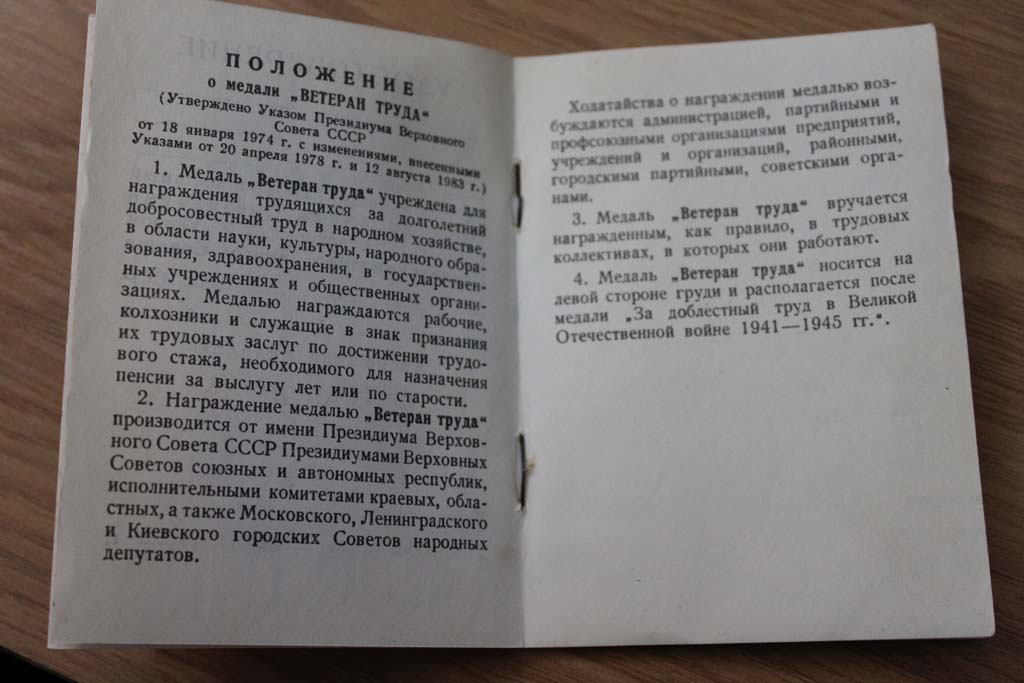 ПОЛОЖЕНИЕ
о медали „ВЕТЕРАН ТРУДА“
(Утверждено Указом Президиума Верховного
Совета СССР
от 18 января 1974 г. с изменениями, внесенными
Указами от 20 апреля 1978 г. и 12 августа 1983 г.)
1. Медаль „Ветеран труда“ учреждена для
награждения трудящихся за долголетний
добросовестный труд в народном хозяйстве,
в области науки, культуры, народного обра-
зования, здравоохранения, в государствен-
ных учреждениях и общественных органи-
зациях. Медалью награждаются рабочие,
колхозники и служащие в знак признания
их трудовых заслуг по достижении трудо-
вого стажа, необходимого для назначения
пенсии за выслугу лет или по старости.
2. Награждение медалью „Ветеран труда“
производится от имени Президиума Верхов-
ного Совета СССР Президиумами Верховных
Советов союзных и автономных республик,
исполнительными комитетами краевых, обла-
стных, а также Московского, Ленинградского
и Киевского городских Советов народных
депутатов.
Ходатайства о награждении медалью воз-
буждаются администрацией, партийными и
профсоюзными организациями предприятий,
учреждений и организаций, районными,
городскими партийными, советскими орга-
нами.
3. Медаль „Ветеран труда“ вручается
награжденным, как правило, в трудовых
коллективах, в которых они работают.
4. Медаль „Ветеран труда“ носится на
левой стороне груди и располагается после
медали „За доблестный труд в Великой
Отечественной войне 1941—1945 гг.“.